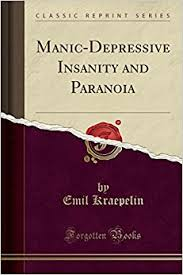 CLASSIC REPRINT SERIES
MANIC-DEPRESSIVE
INSANITY AND
PARANOIA
by
Emil Kraepelin
Forgotten Books